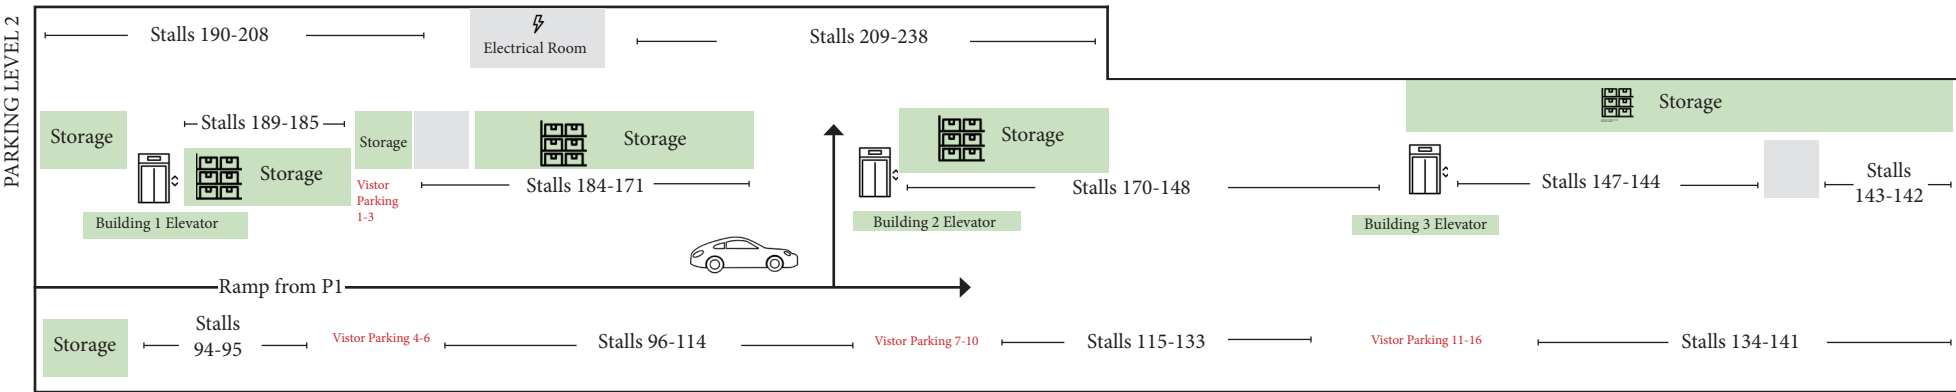 PARKING LEVEL 2
Stalls 190-208
Electrical Room
Stalls 209-238
Storage
Stalls 189-185
Storage
Storage
Storage
Storage
Storage
Vistor
Parking
1-3
Stalls 184-171
Stalls 170-148
Stalls 147-144
Stalls
143-142
Building 1 Elevator
Building 2 Elevator
Building 3 Elevator
Ramp from P1
Storage
Stalls
94-95
Vistor Parking 4-6
Stalls 96-114
Vistor Parking 7-10
Stalls 115-133
Vistor Parking 11-16
Stalls 134-141